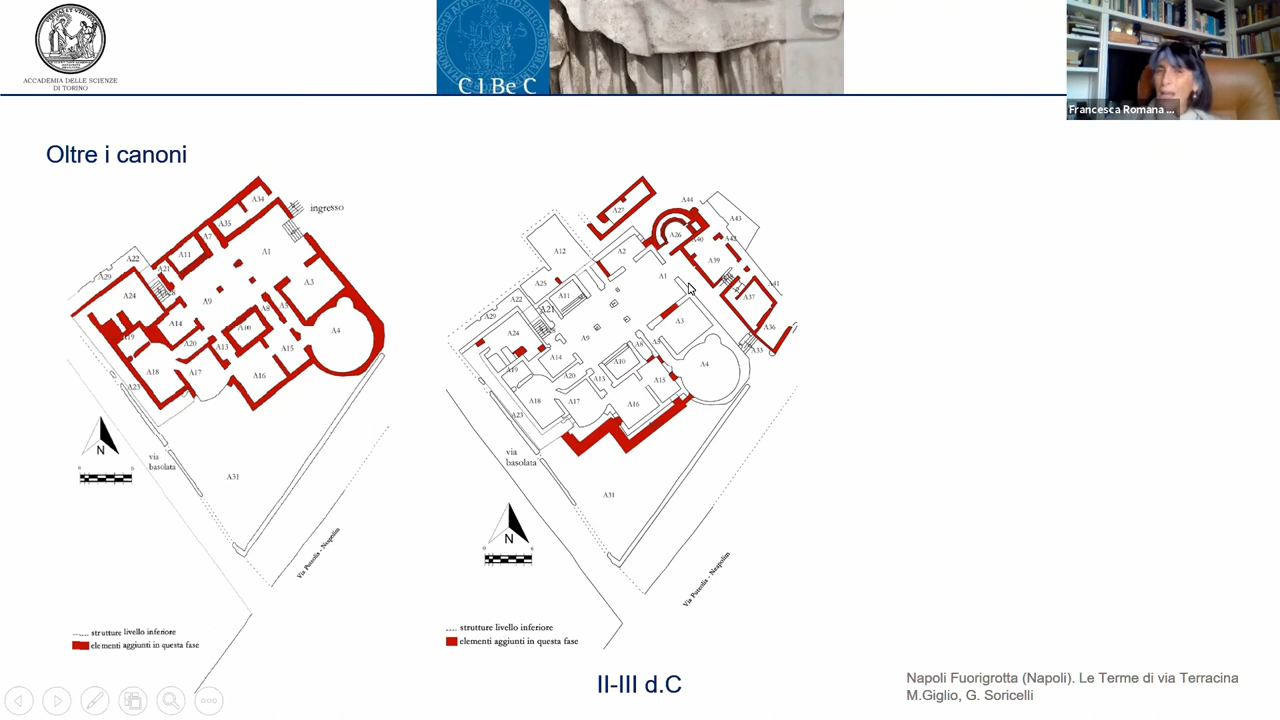 ACCADEMIA DELLE SCIENZE
DI TORINO
C I Be C
Francesca Romana ...
Oltre i canoni
A34
ingresso
A35
A7
A1
A11
A22
A21
A29
A24
A9
A3
A14
A8
A10
A4
A19
A20
A13
A15
A18
A17
A16
A23
N
via
basolata
A31
Via Puteolis - Neapolim
strutture livello inferiore
elementi aggiunti in questa fase
A27
A44
A43
A26
A40
A42
A12
A2
A39
A1
A25
A41
A22
A11
A37
A21
A29
A36
A24
A9
A3
A33
A14
A8
A10
A4
A19
A20
A13
A15
A18
A17
A16
A23
via
basolata
A31
N
Via Puteolis - Neapolim
strutture livello inferiore
elementi aggiunti in questa fase
II-III d.C
Napoli Fuorigrotta (Napoli). Le Terme di via Terracina
M.Giglio, G. Soricelli